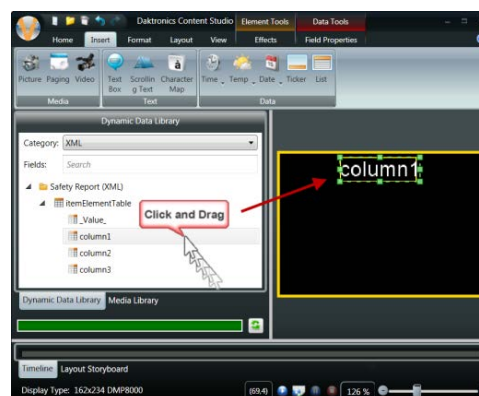 Daktronics Content Studio Element Tools Data Tools
Home Insert Format Layout View Effects Field Properties
Picture Paging Video Text Box Scrollin g Text Character Map Time Temp Date Ticker List
Media Text Data
Dynamic Data Library
Category: XML
Fields: Search
Safety Report (XML)
itemElementTable
_Value_
column1
column2
column3
Click and Drag
column1
Dynamic Data Library Media Library
Timeline Layout Storyboard
Display Type: 162x234 DMP8000 (69.4) 126 %